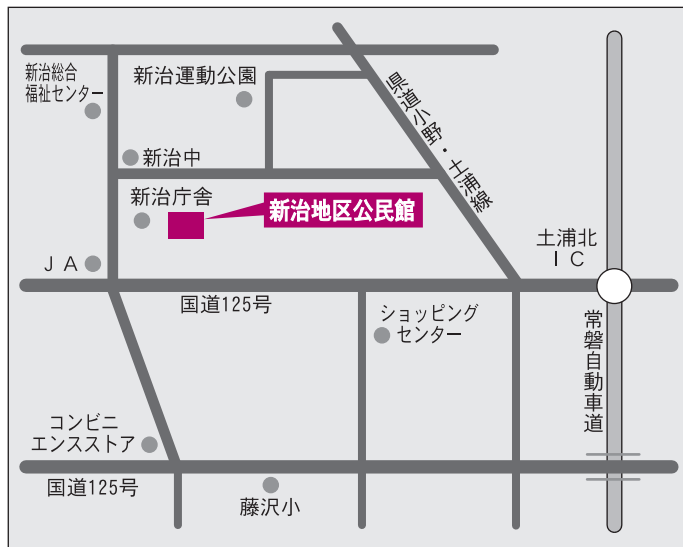 新治総合
福祉センター
新治運動公園
県道小野・土浦線
新治中
新治庁舎
新治地区公民館
土浦北
IC
JA
国道125号
ショッピング
センター
常磐自動車道
コンビニ
エンスストア
国道125号
藤沢小